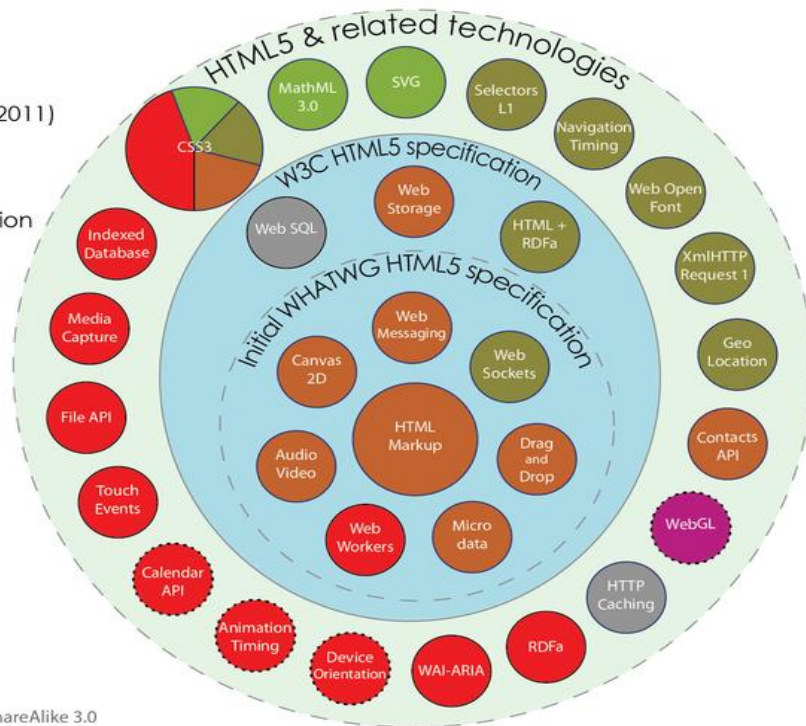 HTML5 & related technologies
2011)
ion
MathML
3.0
SVG
Selectors
L1
Navigation
Timing
CSS3
W3C HTML5 specification
Web Open
Font
Web SQL
Web
Storage
HTML +
RDFa
Indexed
Database
XmlHTTP
Request 1
Initial WHATWG HTML5 specification
Media
Capture
Web
Messaging
Canvas
2D
Web
Sockets
Geo
Location
File API
HTML
Markup
Audio
Video
Drag
and
Drop
Contacts
API
Touch
Events
Web
Workers
Micro
data
WebGL
Calendar
API
HTTP
Caching
Animation
Timing
Device
Orientation
WAI-ARIA
RDFa
nareAlike 3.0